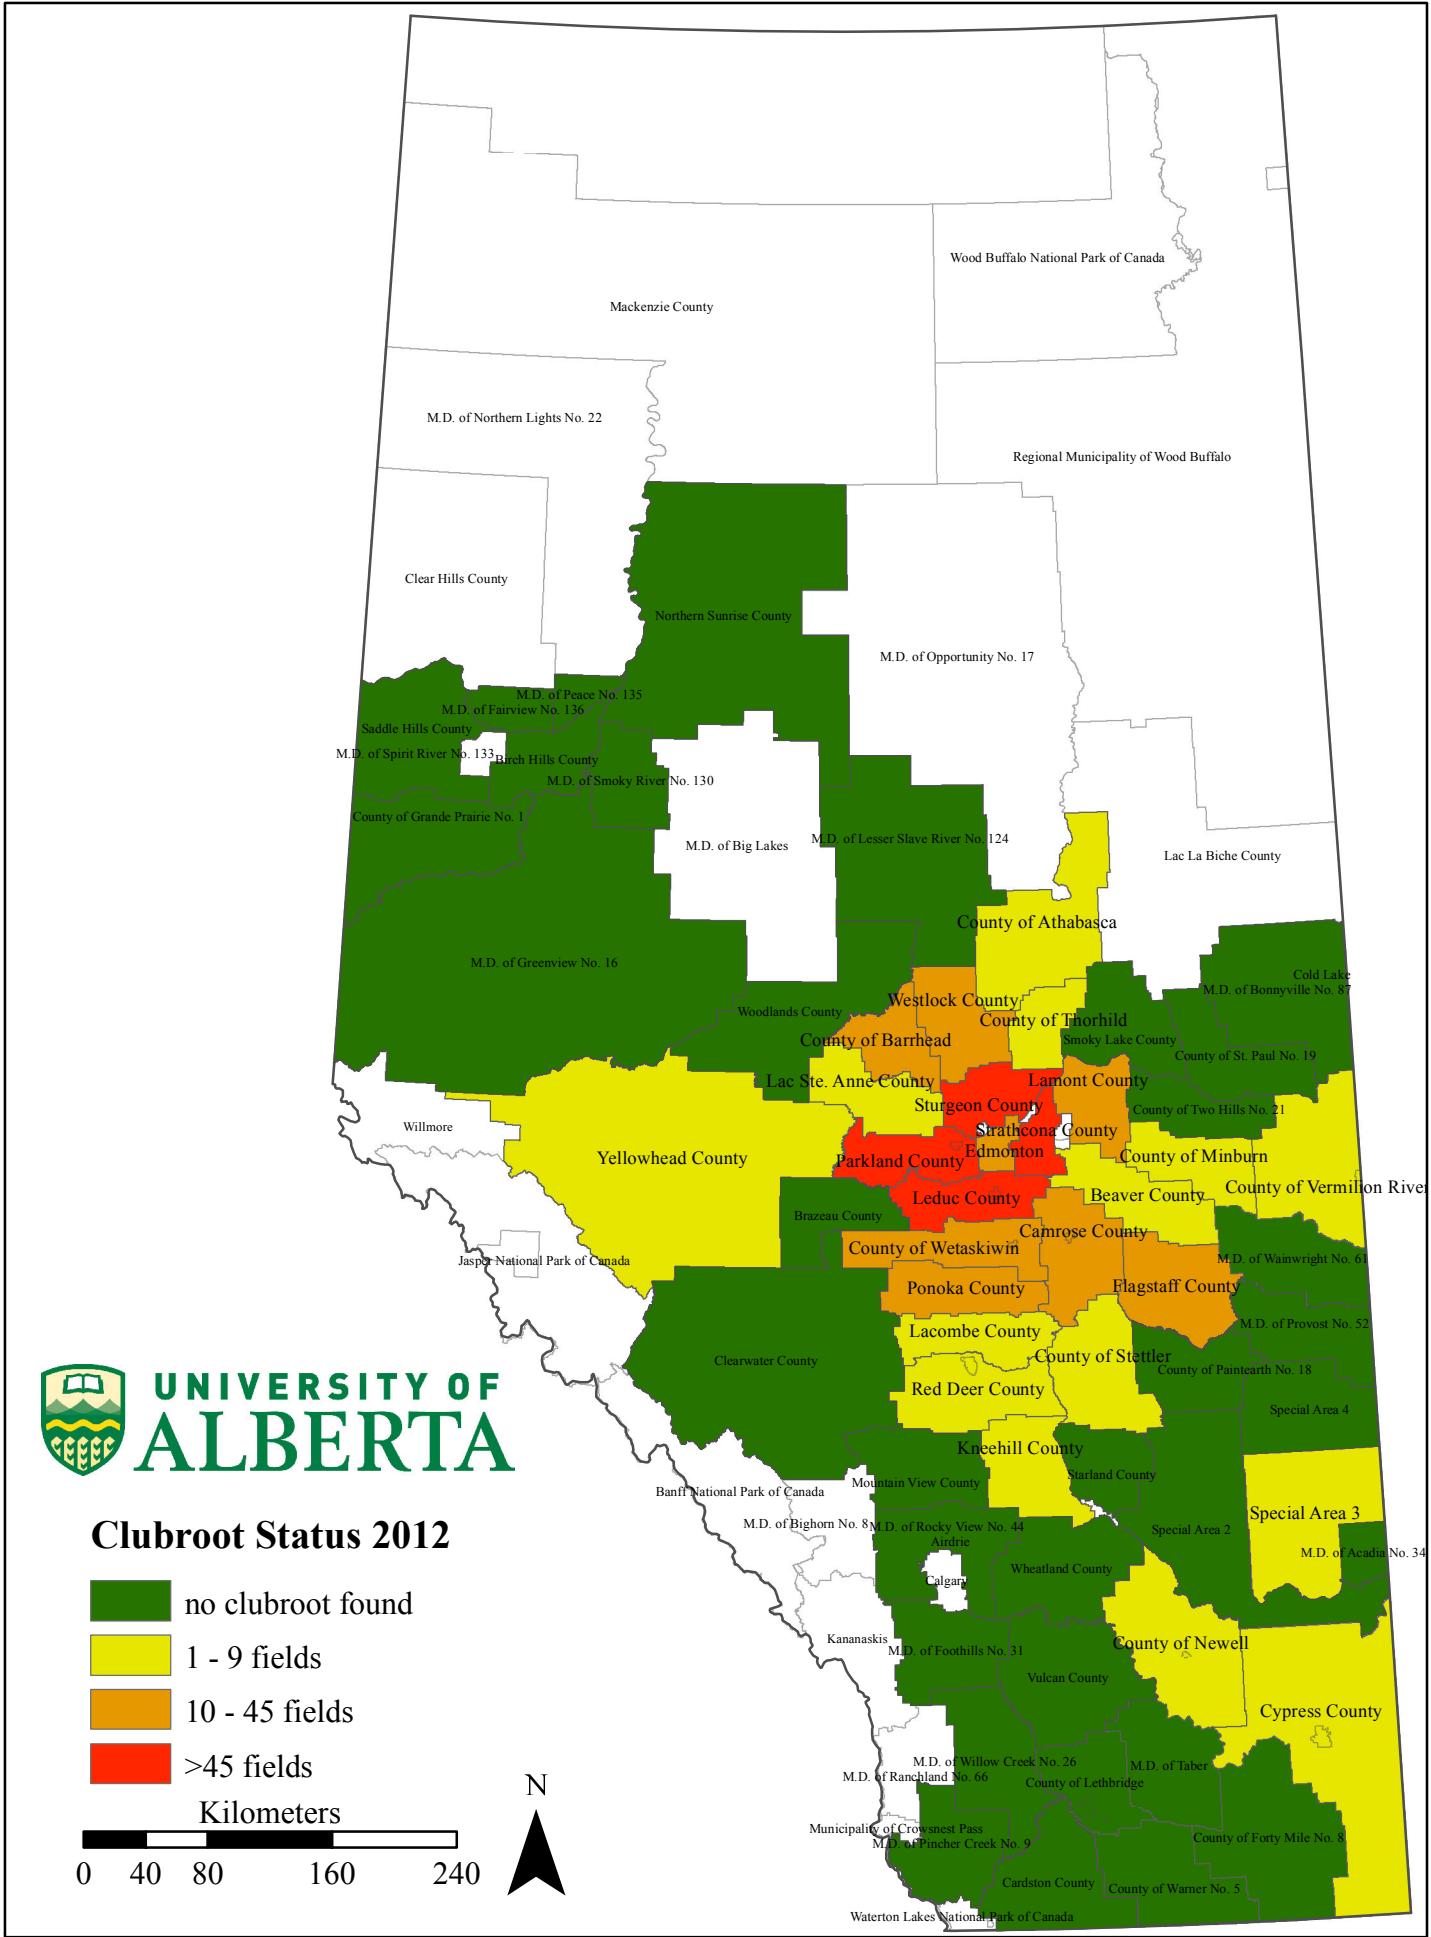 Wood Buffalo National Park of Canada
Mackenzie County
M.D. of Northern Lights No. 22
Regional Municipality of Wood Buffalo
Clear Hills County
Northern Sunrise County
M.D. of Opportunity No. 17
M.D. of Peace No. 135
M.D. of Fairview No. 136
Saddle Hills County
M.D. of Spirit River No. 133
Birch Hills County
M.D. of Smoky River No. 130
County of Grande Prairie No. 1
M.D. of Big Lakes
M.D. of Lesser Slave River No. 124
Lac La Biche County
County of Athabasca
M.D. of Greenview No. 16
Cold Lake
M.D. of Bonnyville No. 87
Westlock County
Woodlands County
County of Thorhild
County of Barrhead
Smoky Lake County
County of St. Paul No. 19
Lac Ste. Anne County
Lamont County
Sturgeon County
County of Two Hills No. 21
Willmore
Strathcona County
Edmonton
Yellowhead County
Parkland County
County of Minburn
Leduc County
Beaver County
County of Vermilion River
Brazeau County
Camrose County
County of Wetaskiwin
Jasper National Park of Canada
M.D. of Wainwright No. 61
Ponoka County
Flagstaff County
M.D. of Provost No. 52
Lacombe County
County of Stettler
Clearwater County
County of Paintearth No. 18
Red Deer County
Special Area 4
UNIVERSITY OF
ALBERTA
Kneehill County
Starland County
Mountain View County
Banff National Park of Canada
Special Area 3
M.D. of Bighorn No. 8
M.D. of Rocky View No. 44
Airdrie
Special Area 2
M.D. of Acadia No. 34
Wheatland County
Calgary
Kananaskis
M.D. of Foothills No. 31
County of Newell
Vulcan County
Cypress County
M.D. of Willow Creek No. 26
M.D. of Taber
M.D. of Ranchland No. 66
County of Lethbridge
Municipality of Crowsnest Pass
M.D. of Pincher Creek No. 9
County of Forty Mile No. 8
Cardston County
County of Warner No. 5
Waterton Lakes National Park of Canada
Clubroot Status 2012
no clubroot found
1 - 9 fields
10 - 45 fields
>45 fields
Kilometers
0 40 80 160 240
N